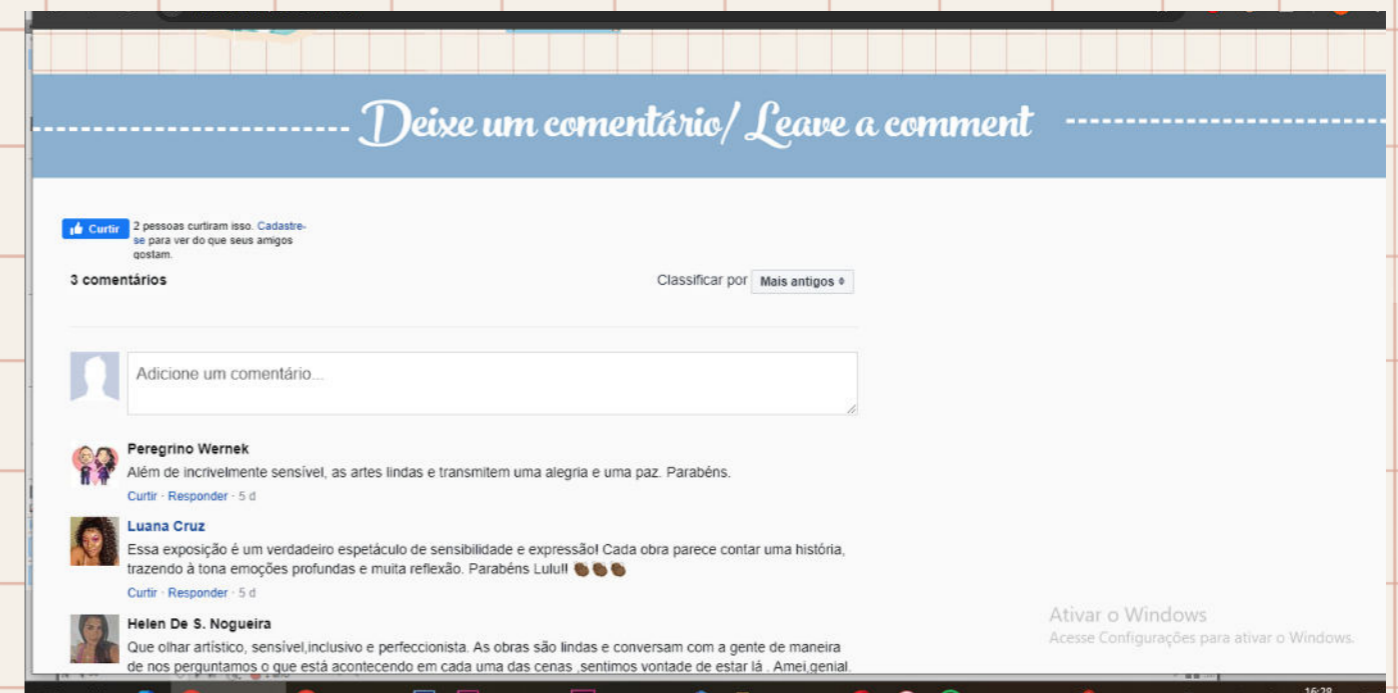 Deixe um comentário/ Leave a comment
Curtir
2 pessoas curtiram isso. Cadastre-
se para ver do que seus amigos
gostam.
3 comentários
Classificar por Mais antigos
Adicione um comentário...
Peregrino Wernek
Além de incrivelmente sensível, as artes lindas e transmitem uma alegria e uma paz. Parabéns.
Curtir · Responder · 5 d
Luana Cruz
Essa exposição é um verdadeiro espetáculo de sensibilidade e expressão! Cada obra parece contar uma história,
trazendo à tona emoções profundas e muita reflexão. Parabéns Lulu!! 👏🏾👏🏾👏🏾
Curtir · Responder · 5 d
Helen De S. Nogueira
Que olhar artístico, sensível,inclusivo e perfeccionista. As obras são lindas e conversam com a gente de maneira
de nos perguntamos o que está acontecendo em cada uma das cenas ,sentimos vontade de estar lá . Amei,genial.
Ativar o Windows
Acesse Configurações para ativar o Windows.
16:28